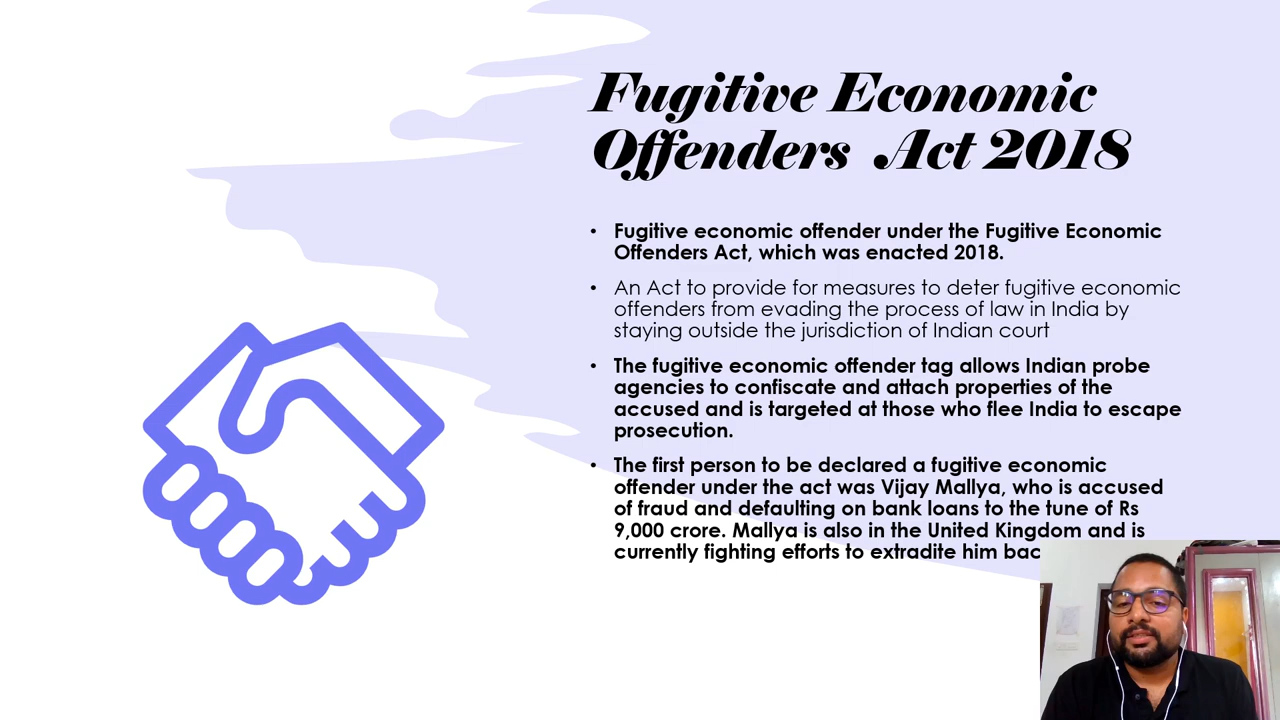 Fugitive Economic
Offenders Act 2018
• Fugitive economic offender under the Fugitive Economic
Offenders Act, which was enacted 2018.
• An Act to provide for measures to deter fugitive economic
offenders from evading the process of law in India by
staying outside the jurisdiction of Indian court
• The fugitive economic offender tag allows Indian probe
agencies to confiscate and attach properties of the
accused and is targeted at those who flee India to escape
prosecution.
• The first person to be declared a fugitive economic
offender under the act was Vijay Mallya, who is accused
of fraud and defaulting on bank loans to the tune of Rs
9,000 crore. Mallya is also in the United Kingdom and is
currently fighting efforts to extradite him bac